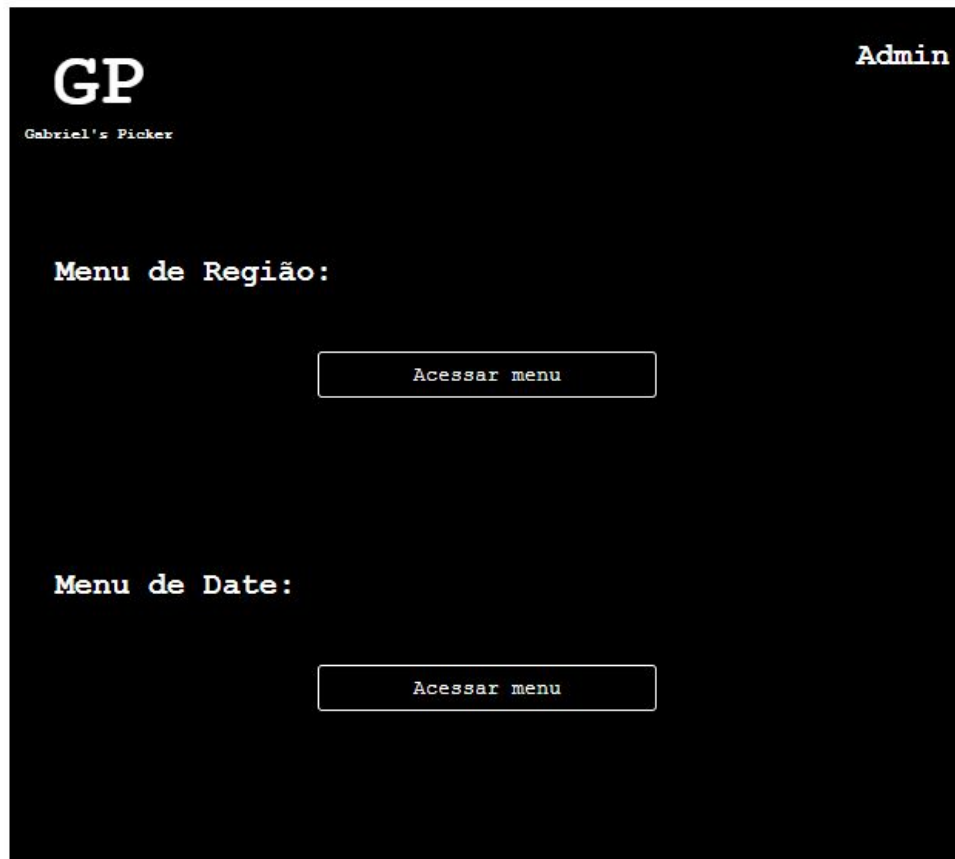 GP
Admin
Gabriel's Picker
Menu de Região:
Acessar menu
Menu de Date:
Acessar menu